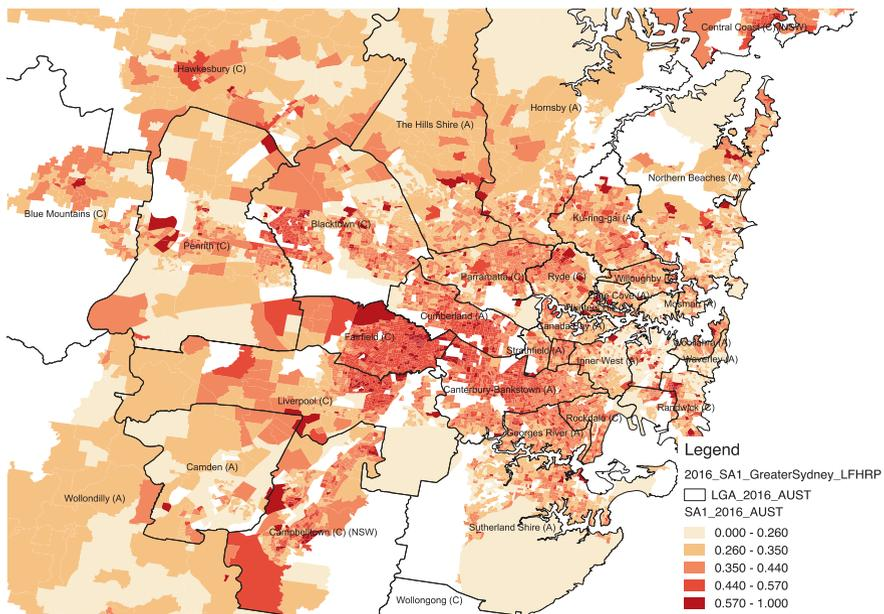 Central Coast (C) (NSW)
Hawkesbury (C)
Hornsby (A)
The Hills Shire (A)
Northern Beaches (A)
Blue Mountains (C)
Ku-ring-gai (A)
Blacktown (C)
Penrith (C)
Parramatta (C)
Ryde (C)
Willoughby
Cove (A)
Mosman (A)
Cumberland (A)
Canada Bay (A)
Fairfield (C)
Woollahra (A)
Strathfield (A)
Inner West (A)
Waverley (A)
Canterbury-Bankstown (A)
Liverpool (C)
Randwick (C)
Rockdale (C)
Georges River (A)
Camden (A)
Wollondilly (A)
Campbelltown (C) (NSW)
Sutherland Shire (A)
Wollongong (C)
Legend
2016_SA1_GreaterSydney_LFHRP
LGA_2016_AUST
SA1_2016_AUST
0.000 - 0.260
0.260 - 0.350
0.350 - 0.440
0.440 - 0.570
0.570 - 1.000